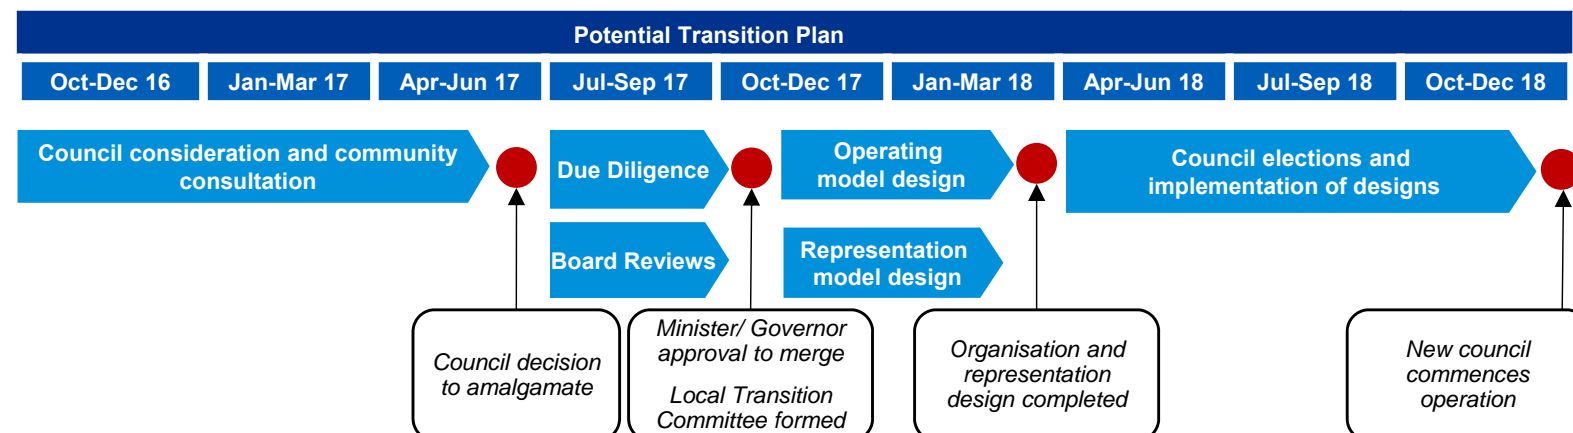 Potential Transition Plan
Oct-Dec 16
Jan-Mar 17
Apr-Jun 17
Jul-Sep 17
Oct-Dec 17
Jan-Mar 18
Apr-Jun 18
Jul-Sep 18
Oct-Dec 18
Council consideration and community
consultation
Due Diligence
Operating
model design
Council elections and
implementation of designs
Board Reviews
Representation
model design
Council decision
to amalgamate
Minister/ Governor
approval to merge
Local Transition
Committee formed
Organisation and
representation
design completed
New council
commences
operation